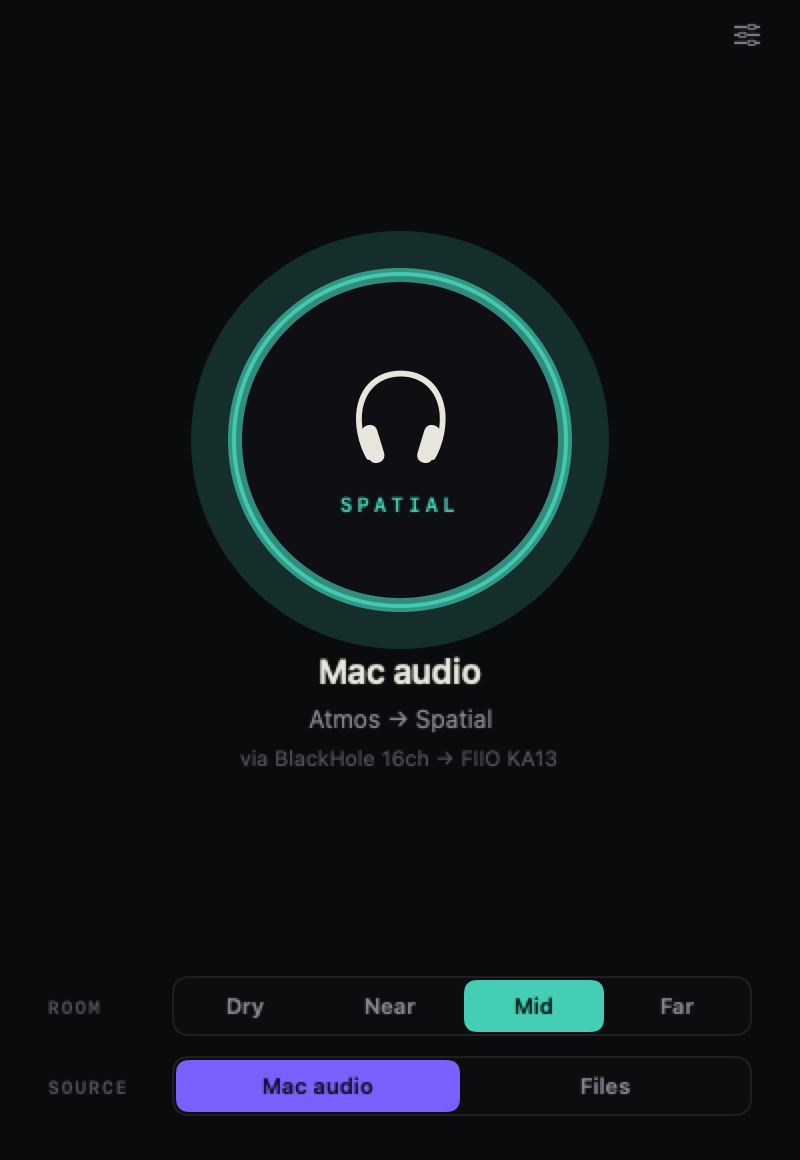 SPATIAL
Mac audio
Atmos → Spatial
via BlackHole 16ch → FIIO KA13
ROOM Dry Near Mid Far
SOURCE Mac audio Files